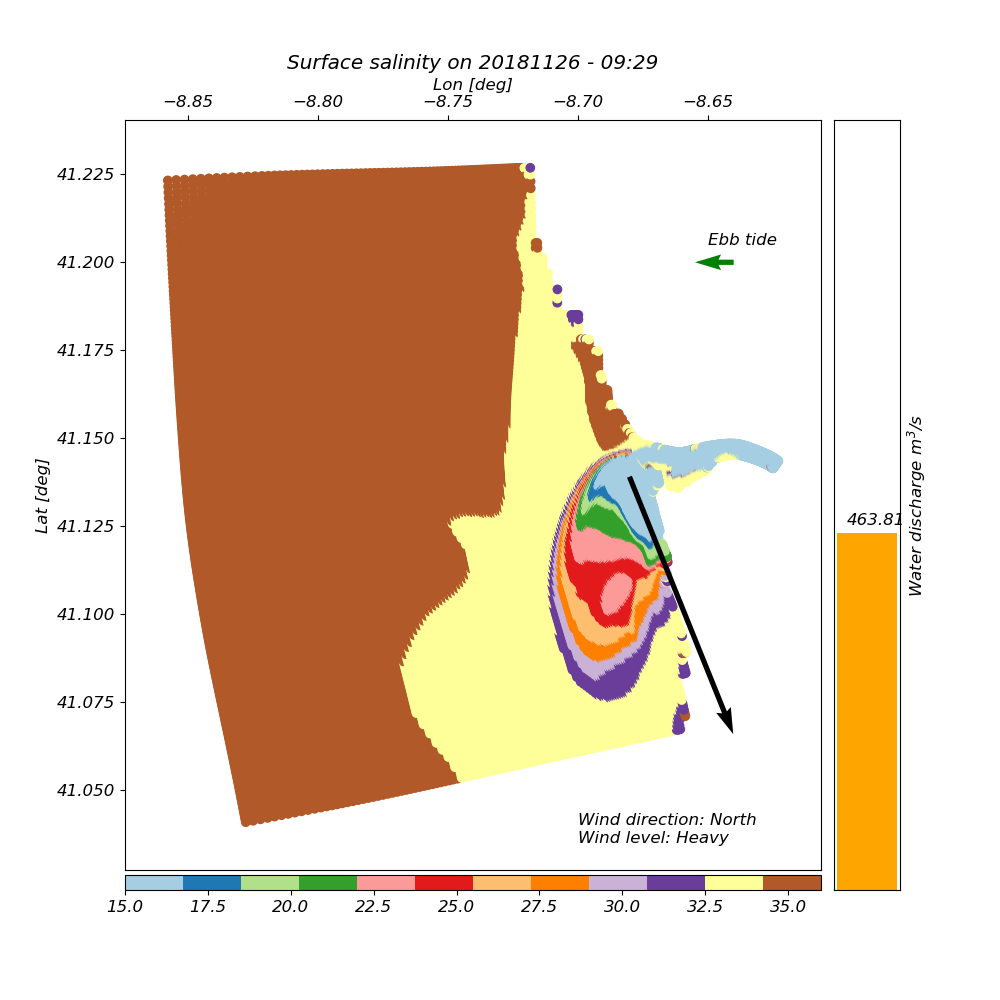 Surface salinity on 20181126 - 09:29
Lon [deg]
−8.85 −8.80 −8.75 −8.70 −8.65
41.225
41.200
41.175
41.150
41.125
41.100
41.075
41.050
Lat [deg]
Ebb tide
Wind direction: North
Wind level: Heavy
463.81
Water discharge m³/s
15.0 17.5 20.0 22.5 25.0 27.5 30.0 32.5 35.0